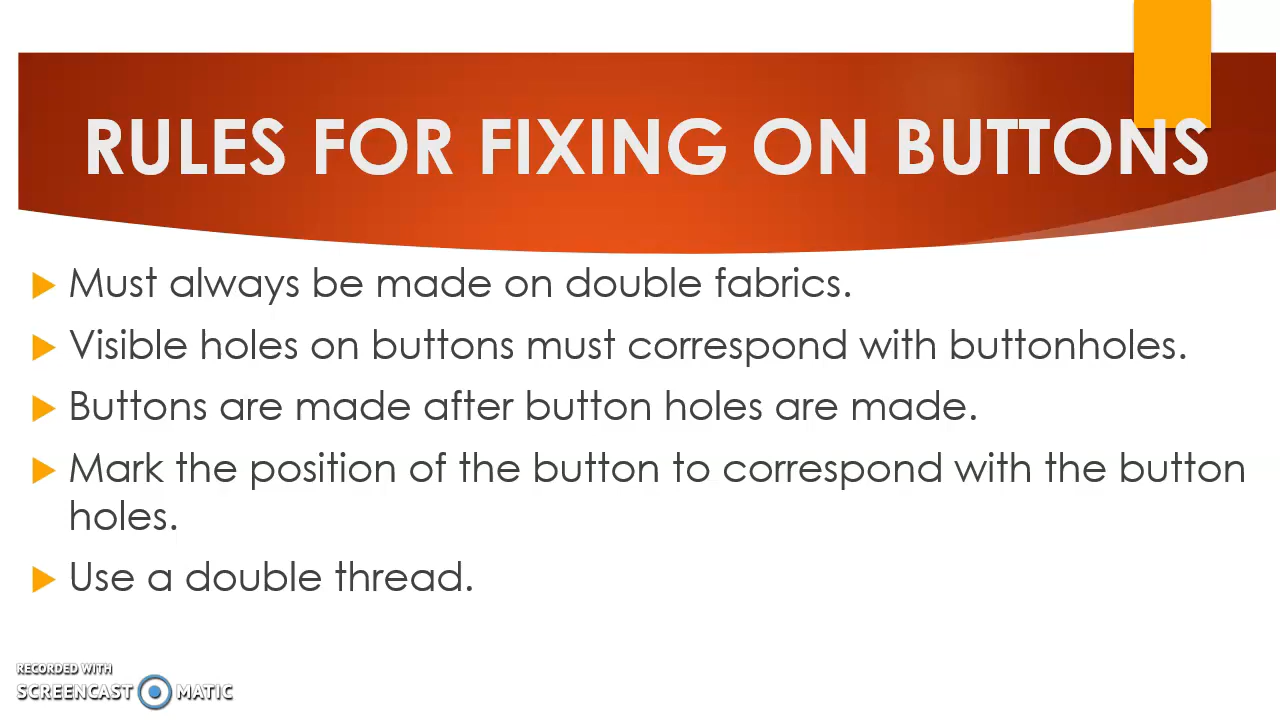 RULES FOR FIXING ON BUTTONS
Must always be made on double fabrics.
Visible holes on buttons must correspond with buttonholes.
Buttons are made after button holes are made.
Mark the position of the button to correspond with the button
holes.
Use a double thread.
RECORDED WITH
SCREENCAST MATIC